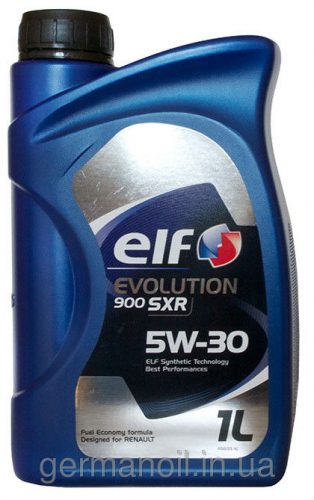 elf
EVOLUTION
900 SXR
5W-30
ELF Synthetic Technology
Best Performances
Fuel Economy formula
Designed for RENAULT
1L
germanoil.in.ua